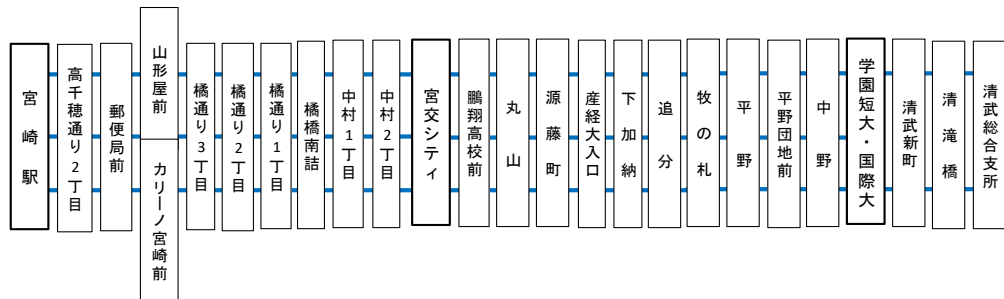 宮崎駅
高千穂通り2丁目
郵便局前
山形屋前
カリーノ宮崎前
橘通り3丁目
橘通り2丁目
橘通り1丁目
橘橋南詰
中村1丁目
中村2丁目
宮交シティ
鵬翔高校前
丸山
源藤町
産経大入口
下加納
追分
牧の札
平野
平野団地前
中野
学園短大・国際大
清武新町
清滝橋
清武総合支所